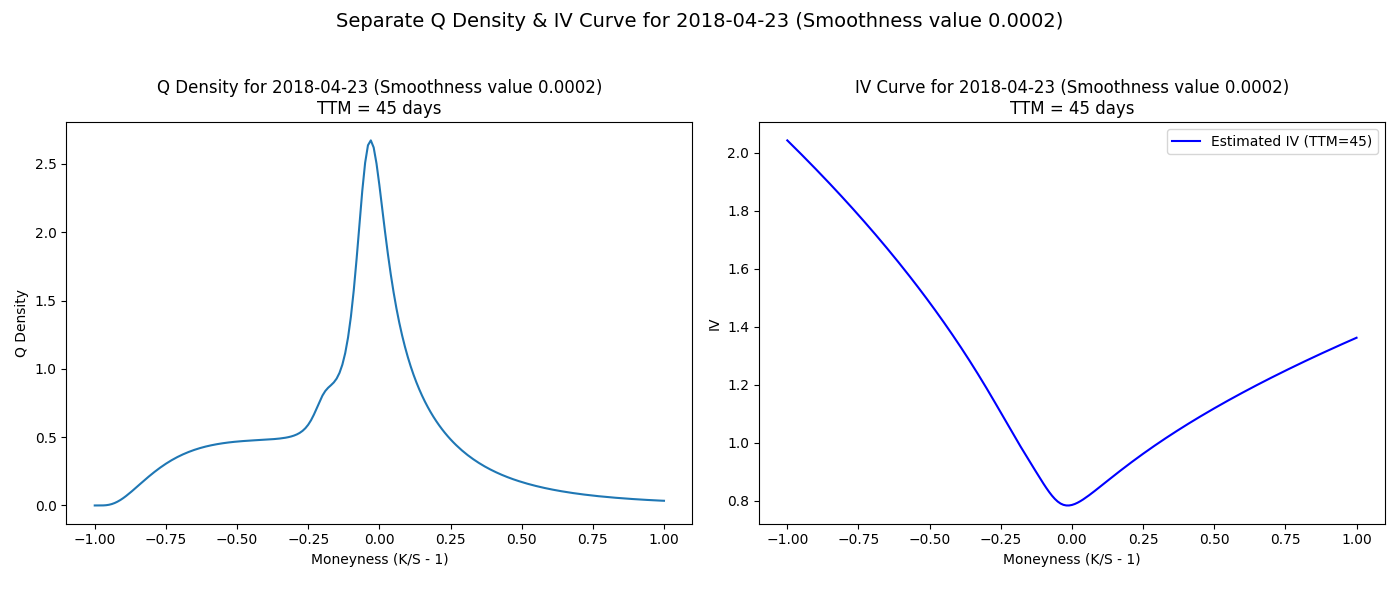 Separate Q Density & IV Curve for 2018-04-23 (Smoothness value 0.0002)
Q Density for 2018-04-23 (Smoothness value 0.0002)
TTM = 45 days
Q Density
2.5
2.0
1.5
1.0
0.5
0.0
−1.00 −0.75 −0.50 −0.25 0.00 0.25 0.50 0.75 1.00
Moneyness (K/S - 1)
IV Curve for 2018-04-23 (Smoothness value 0.0002)
TTM = 45 days
Estimated IV (TTM=45)
IV
2.0
1.8
1.6
1.4
1.2
1.0
0.8
−1.00 −0.75 −0.50 −0.25 0.00 0.25 0.50 0.75 1.00
Moneyness (K/S - 1)